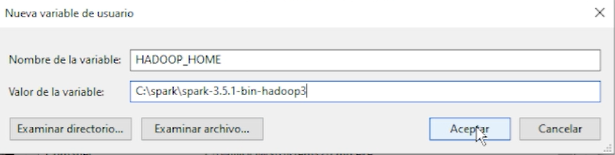 Nueva variable de usuario
Nombre de la variable: HADOOP_HOME
Valor de la variable: C:\spark\spark-3.5.1-bin-hadoop3
Examinar directorio... Examinar archivo... Aceptar Cancelar